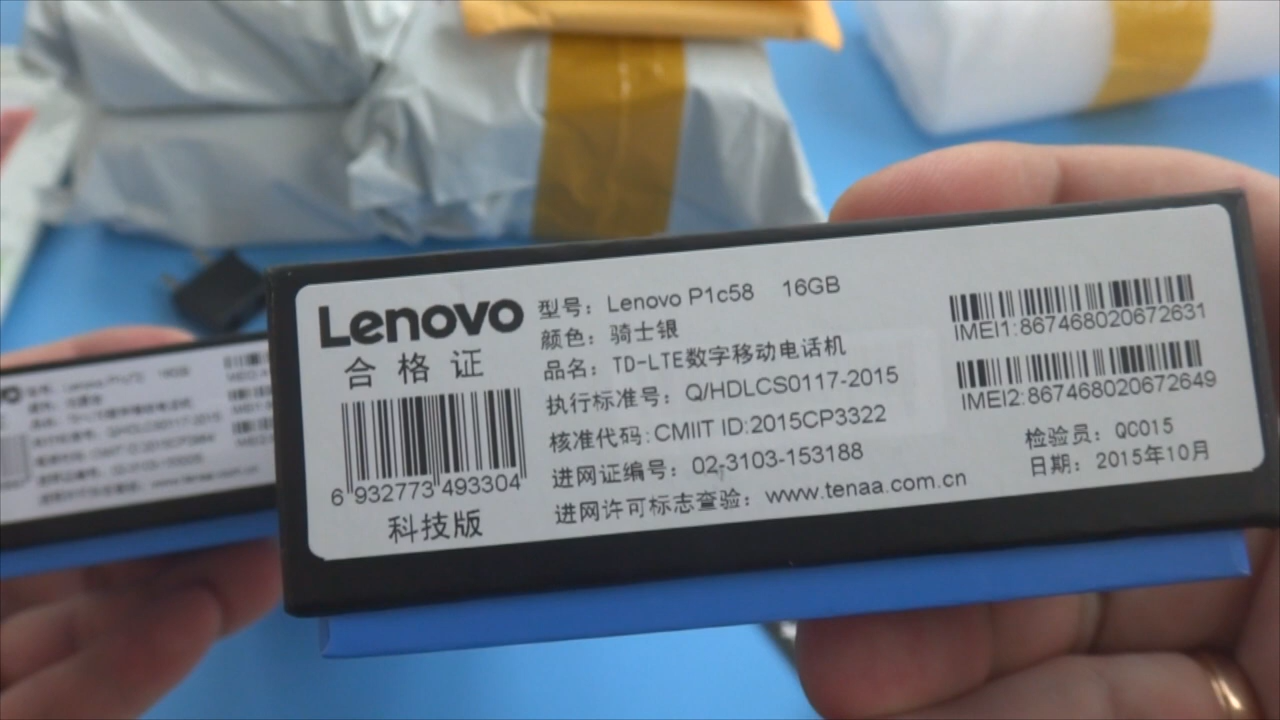 Lenovo
合格证
6 932773 493304
科技版
型号：Lenovo P1c58 16GB
颜色：骑士银
品名：TD-LTE数字移动电话机
执行标准号：Q/HDLCS0117-2015
核准代码：CMIIT ID:2015CP3322
进网证编号：02-3103-153188
进网许可标志查验：www.tenaa.com.cn
IMEI1:867468020672631
IMEI2:867468020672649
检验员：QC015
日期：2015年10月